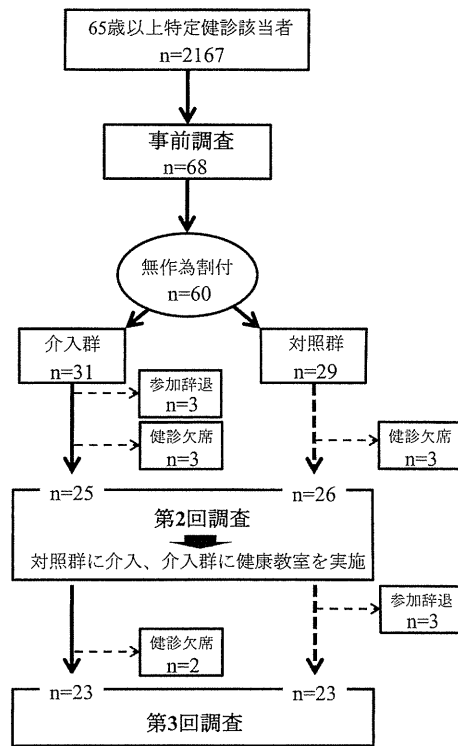 65歳以上特定健診該当者
n=2167
事前調査
n=68
無作為割付
n=60
介入群
n=31
対照群
n=29
参加辞退
n=3
健診欠席
n=3
健診欠席
n=3
n=25
n=26
第2回調査
対照群に介入、介入群に健康教室を実施
参加辞退
n=3
健診欠席
n=2
n=23
n=23
第3回調査